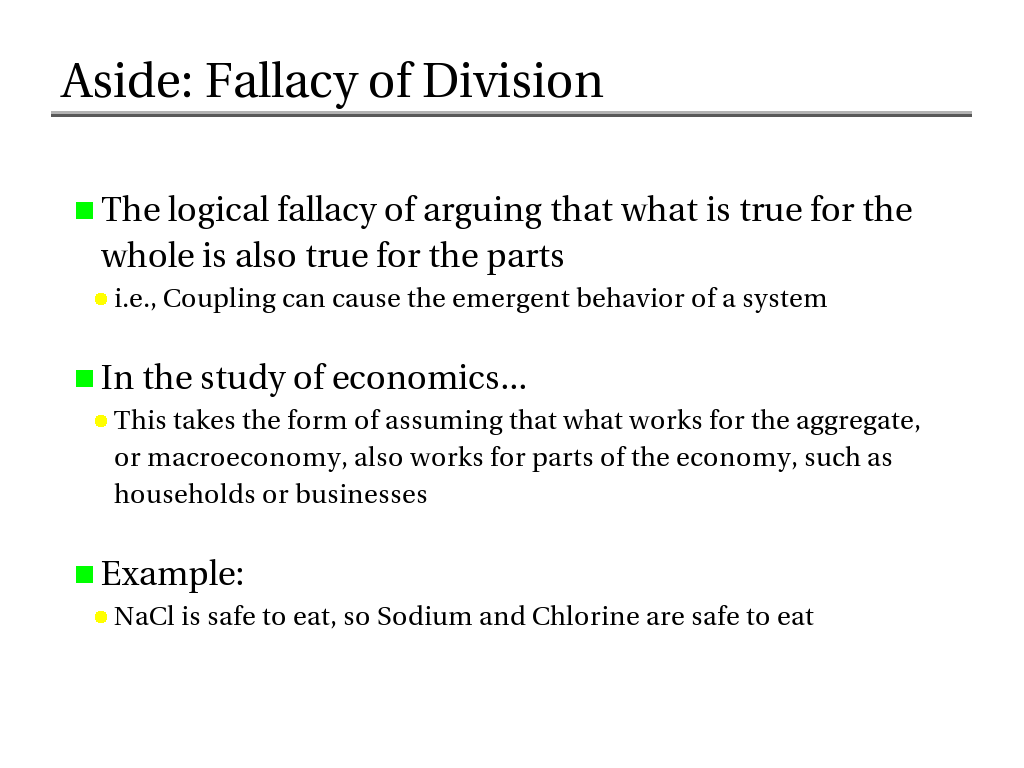 Aside: Fallacy of Division
The logical fallacy of arguing that what is true for the
whole is also true for the parts
i.e., Coupling can cause the emergent behavior of a system
In the study of economics...
This takes the form of assuming that what works for the aggregate,
or macroeconomy, also works for parts of the economy, such as
households or businesses
Example:
NaCl is safe to eat, so Sodium and Chlorine are safe to eat